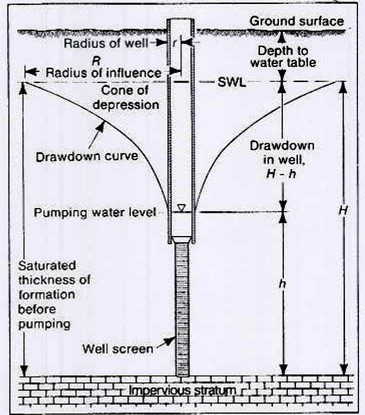 Ground surface
Radius of well
r
Depth to
water table
R
Radius of influence
SWL
Cone of
depression
Drawdown curve
Drawdown
in well,
H - h
Pumping water level
H
Saturated
thickness of
formation
before
pumping
h
Well screen
Impervious stratum